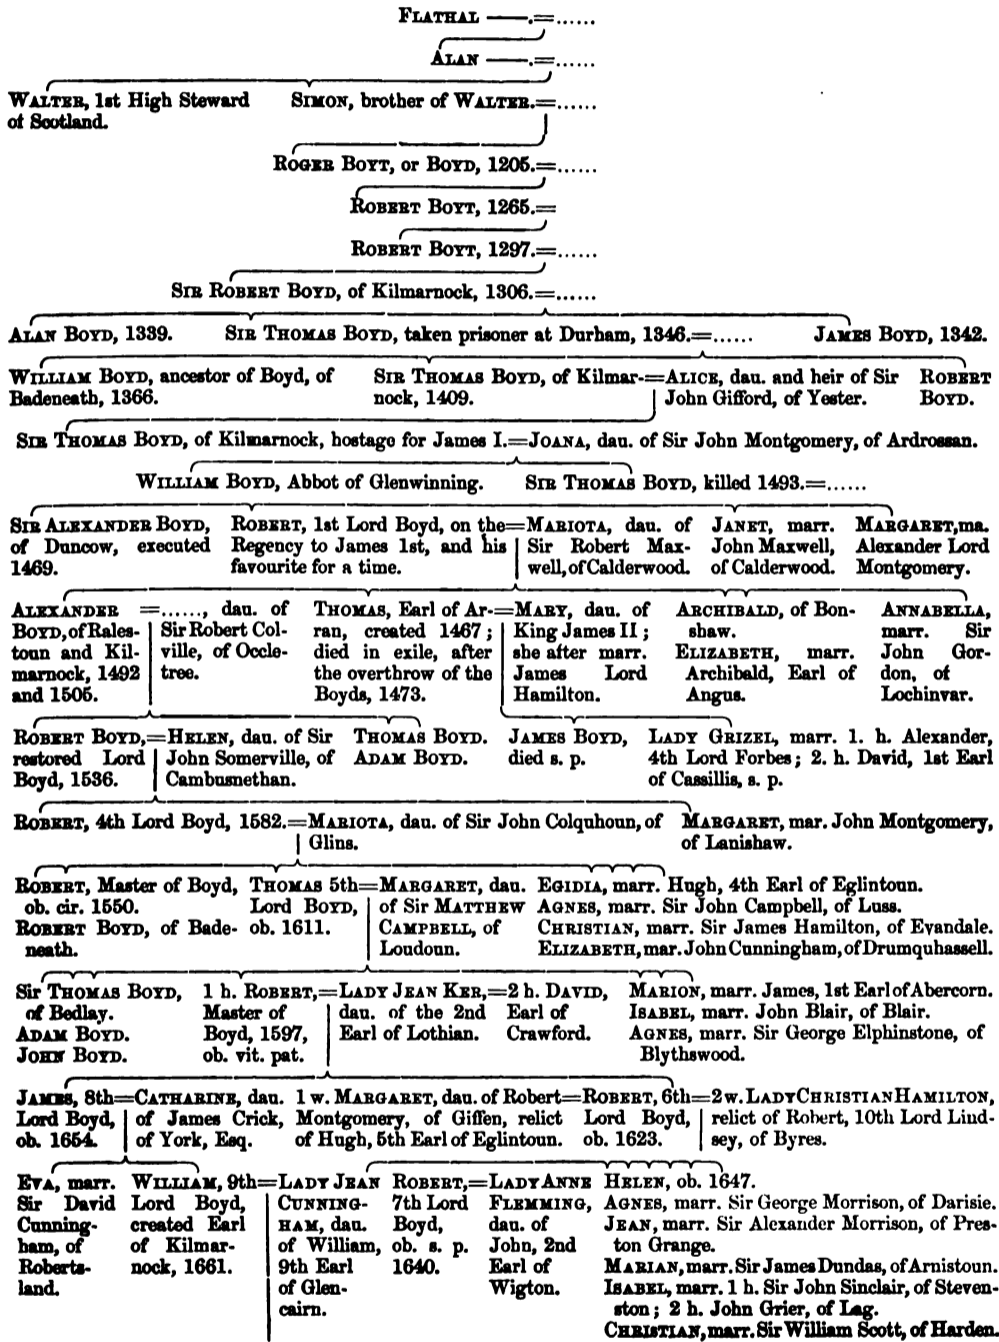 FLATHAL ——.=......
ALAN ——.=......
WALTER, 1st High Steward
of Scotland.
SIMON, brother of WALTER.=......
ROGER BOYT, or BOYD, 1205.=......
ROBERT BOYT, 1265.=
ROBERT BOYT, 1297.=......
SIR ROBERT BOYD, of Kilmarnock, 1306.=......
ALAN BOYD, 1339.
SIR THOMAS BOYD, taken prisoner at Durham, 1346.=......
JAMES BOYD, 1342.
WILLIAM BOYD, ancestor of Boyd, of
Badeneath, 1366.
SIR THOMAS BOYD, of Kilmar-
nock, 1409.
=ALICE, dau. and heir of Sir
John Gifford, of Yester.
ROBERT
BOYD.
SIR THOMAS BOYD, of Kilmarnock, hostago for James I.=JOANA, dau. of Sir John Montgomery, of Ardrossan.
WILLIAM BOYD, Abbot of Glenwinning.
SIR THOMAS BOYD, killed 1493.=......
SIR ALEXANDER BOYD,
of Duncow, executed
1469.
ROBERT, 1st Lord Boyd, on the
Regency to James 1st, and his
favourite for a time.
=MARIOTA, dau. of
Sir Robert Max-
well, of Calderwood.
JANET, marr.
John Maxwell,
of Calderwood.
MARGARET, ma.
Alexander Lord
Montgomery.
ALEXANDER
BOYD, of Rales-
toun and Kil-
marnock, 1492
and 1505.
=......, dau. of
Sir Robert Col-
ville, of Occle-
tree.
THOMAS, Earl of Ar-
ran, created 1467;
died in exile, after
the overthrow of the
Boyds, 1473.
=MARY, dau. of
King James II;
she after marr.
James Lord
Hamilton.
ARCHIBALD, of Bon-
shaw.
ELIZABETH, marr.
Archibald, Earl of
Angus.
ANNABELLA,
marr. Sir
John Gor-
don, of
Lochinvar.
ROBERT BOYD,
restored Lord
Boyd, 1536.
=HELEN, dau. of Sir
John Somerville, of
Cambusnethan.
THOMAS BOYD.
ADAM BOYD.
JAMES BOYD,
died s. p.
LADY GRIZEL, marr. 1. h. Alexander,
4th Lord Forbes; 2. h. David, 1st Earl
of Cassillis, s. p.
ROBERT, 4th Lord Boyd, 1582.=MARIOTA, dau. of Sir John Colquhoun, of
Glins.
MARGARET, mar. John Montgomery,
of Lanishaw.
ROBERT, Master of Boyd,
ob. cir. 1550.
ROBERT BOYD, of Bade-
neath.
THOMAS 5th
Lord BOYD,
ob. 1611.
=MARGARET, dau.
of Sir MATTHEW
CAMPBELL, of
Loudoun.
EGIDIA, marr. Hugh, 4th Earl of Eglintoun.
AGNES, marr. Sir John Campbell, of Luss.
CHRISTIAN, marr. Sir James Hamilton, of Evandale.
ELIZABETH, mar. John Cunningham, of Drumquhassell.
Sir THOMAS BOYD,
of Bedlay.
ADAM BOYD.
JOHN BOYD.
1 h. ROBERT,
Master of
Boyd, 1597,
ob. vit. pat.
=LADY JEAN KER,
dau. of the 2nd
Earl of Lothian.
=2 h. DAVID,
Earl of
Crawford.
MARION, marr. James, 1st Earl of Abercorn.
ISABEL, marr. John Blair, of Blair.
AGNES, marr. Sir George Elphinstone, of
Blythswood.
JAMES, 8th
Lord Boyd,
ob. 1654.
=CATHARINE, dau.
of James Crick,
of York, Esq.
1 w. MARGARET, dau. of Robert
Montgomery, of Giffen, relict
of Hugh, 5th Earl of Eglintoun.
=ROBERT, 6th
Lord Boyd,
ob. 1623.
=2 w. LADY CHRISTIAN HAMILTON,
relict of Robert, 10th Lord Lind-
sey, of Byres.
EVA, marr.
Sir David
Cunning-
ham, of
Roberts-
land.
WILLIAM, 9th
Lord Boyd,
created Earl
of Kilmar-
nock, 1661.
=LADY JEAN
CUNNING-
HAM, dau.
of William,
9th Earl
of Glen-
cairn.
ROBERT,
7th Lord
Boyd,
ob. s. p.
1640.
=LADY ANNE
FLEMMING,
dau. of
John, 2nd
Earl of
Wigton.
HELEN, ob. 1647.
AGNES, marr. Sir George Morrison, of Darisie.
JEAN, marr. Sir Alexander Morrison, of Pres-
ton Grange.
MARIAN, marr. Sir James Dundas, of Arnistoun.
ISABEL, marr. 1 h. Sir John Sinclair, of Steven-
ston; 2 h. John Grier, of Lag.
CHRISTIAN, marr. Sir William Scott, of Harden.